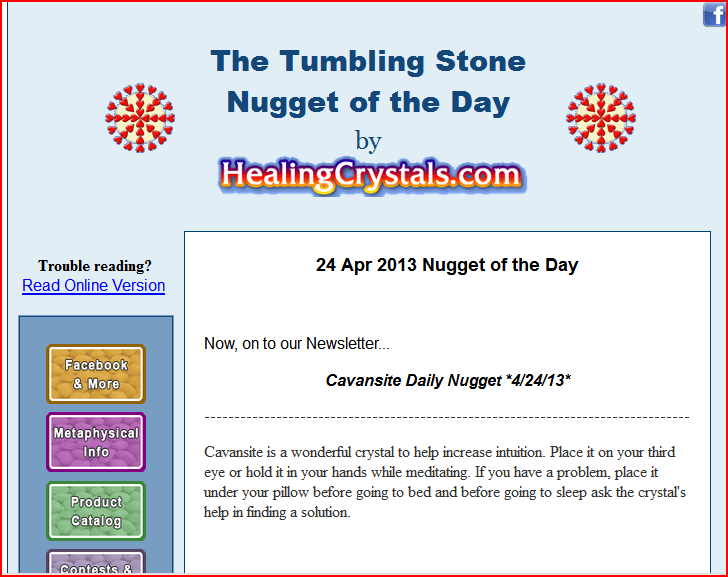 f
The Tumbling Stone
Nugget of the Day
by
HealingCrystals.com
Trouble reading?
Read Online Version
Facebook
& More
Metaphysical
Info
Product
Catalog
Contests &
24 Apr 2013 Nugget of the Day
Now, on to our Newsletter...
Cavansite Daily Nugget *4/24/13*
--------------------------------------------------------------------
Cavansite is a wonderful crystal to help increase intuition. Place it on your third
eye or hold it in your hands while meditating. If you have a problem, place it
under your pillow before going to bed and before going to sleep ask the crystal's
help in finding a solution.